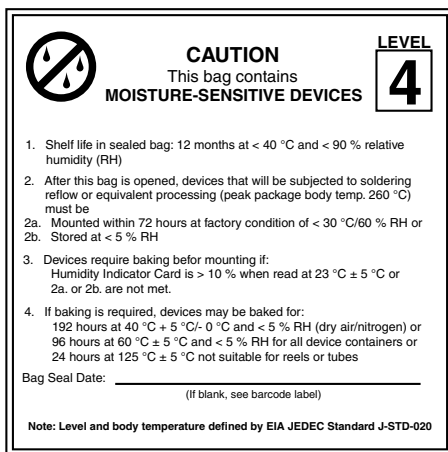 LEVEL
4
CAUTION
This bag contains
MOISTURE-SENSITIVE DEVICES
1. Shelf life in sealed bag: 12 months at < 40 °C and < 90 % relative
humidity (RH)
2. After this bag is opened, devices that will be subjected to soldering
reflow or equivalent processing (peak package body temp. 260 °C)
must be
2a. Mounted within 72 hours at factory condition of < 30 °C/60 % RH or
2b. Stored at < 5 % RH
3. Devices require baking befor mounting if:
Humidity Indicator Card is > 10 % when read at 23 °C ± 5 °C or
2a. or 2b. are not met.
4. If baking is required, devices may be baked for:
192 hours at 40 °C + 5 °C/- 0 °C and < 5 % RH (dry air/nitrogen) or
96 hours at 60 °C ± 5 °C and < 5 % RH for all device containers or
24 hours at 125 °C ± 5 °C not suitable for reels or tubes
Bag Seal Date:
(If blank, see barcode label)
Note: Level and body temperature defined by EIA JEDEC Standard J-STD-020